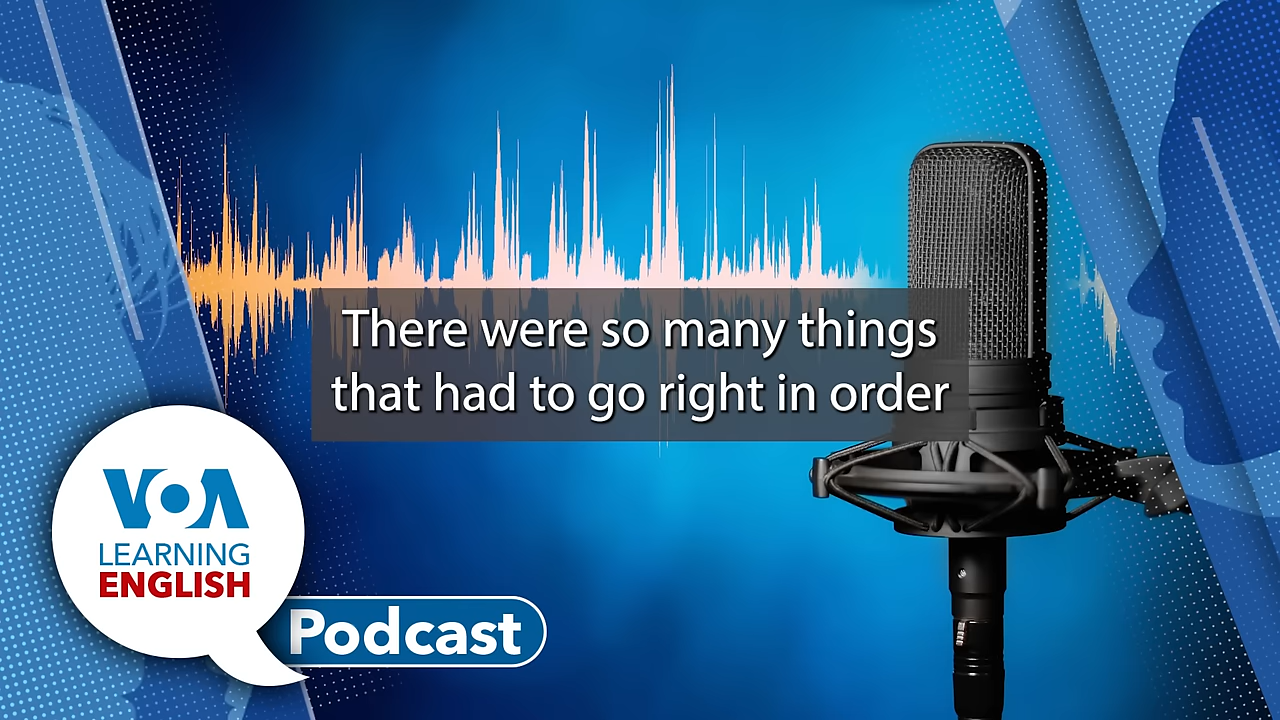 There were so many things
that had to go right in order
VOA
LEARNING
ENGLISH
Podcast